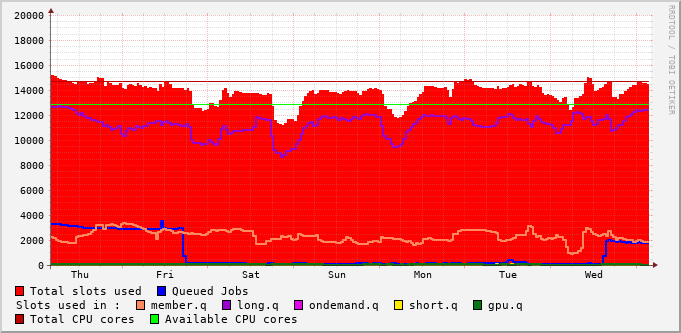 20000
18000
16000
14000
12000
10000
8000
6000
4000
2000
0
Thu Fri Sat Sun Mon Tue Wed
Total slots used Queued Jobs
Slots used in : member.q long.q ondemand.q short.q gpu.q
Total CPU cores Available CPU cores
RRDTOOL / TOBI OETIKER